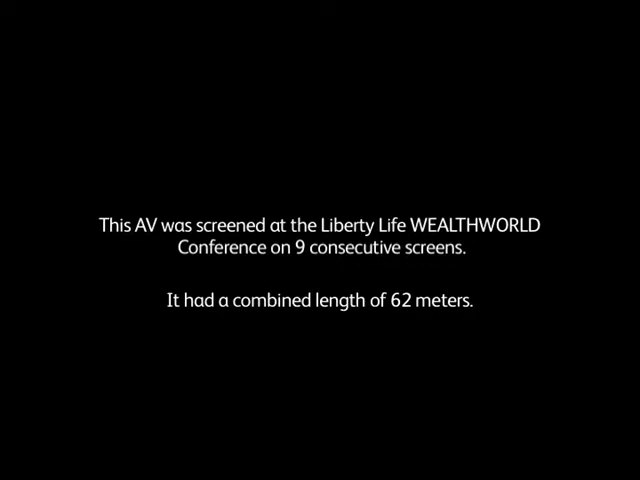 This AV was screened at the Liberty Life WEALTHWORLD
Conference on 9 consecutive screens.
It had a combined length of 62 meters.